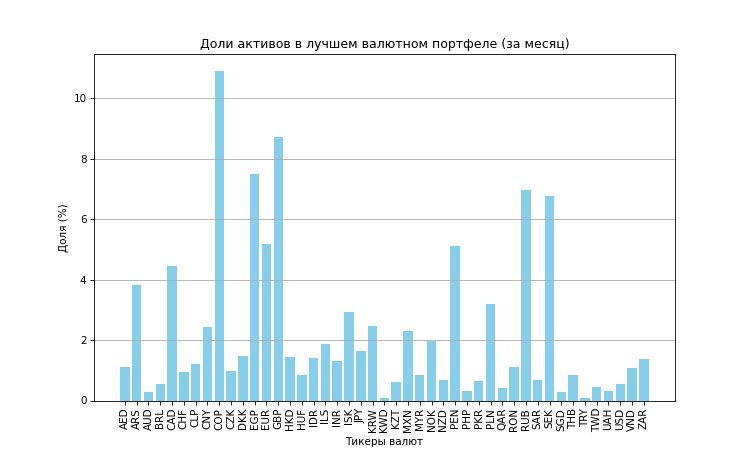 Доли активов в лучшем валютном портфеле (за месяц)
Доля (%)
10
8
6
4
2
0
AED ARS AUD BRL CAD CHF CLP CNY COP CZK DKK EGP EUR GBP HKD HUF IDR ILS INR ISK JPY KRW KWD KZT MXN MYR NOK NZD PEN PHP PKR PLN QAR RON RUB SAR SEK SGD THB TRY TWD UAH USD VND ZAR
Тикеры валют